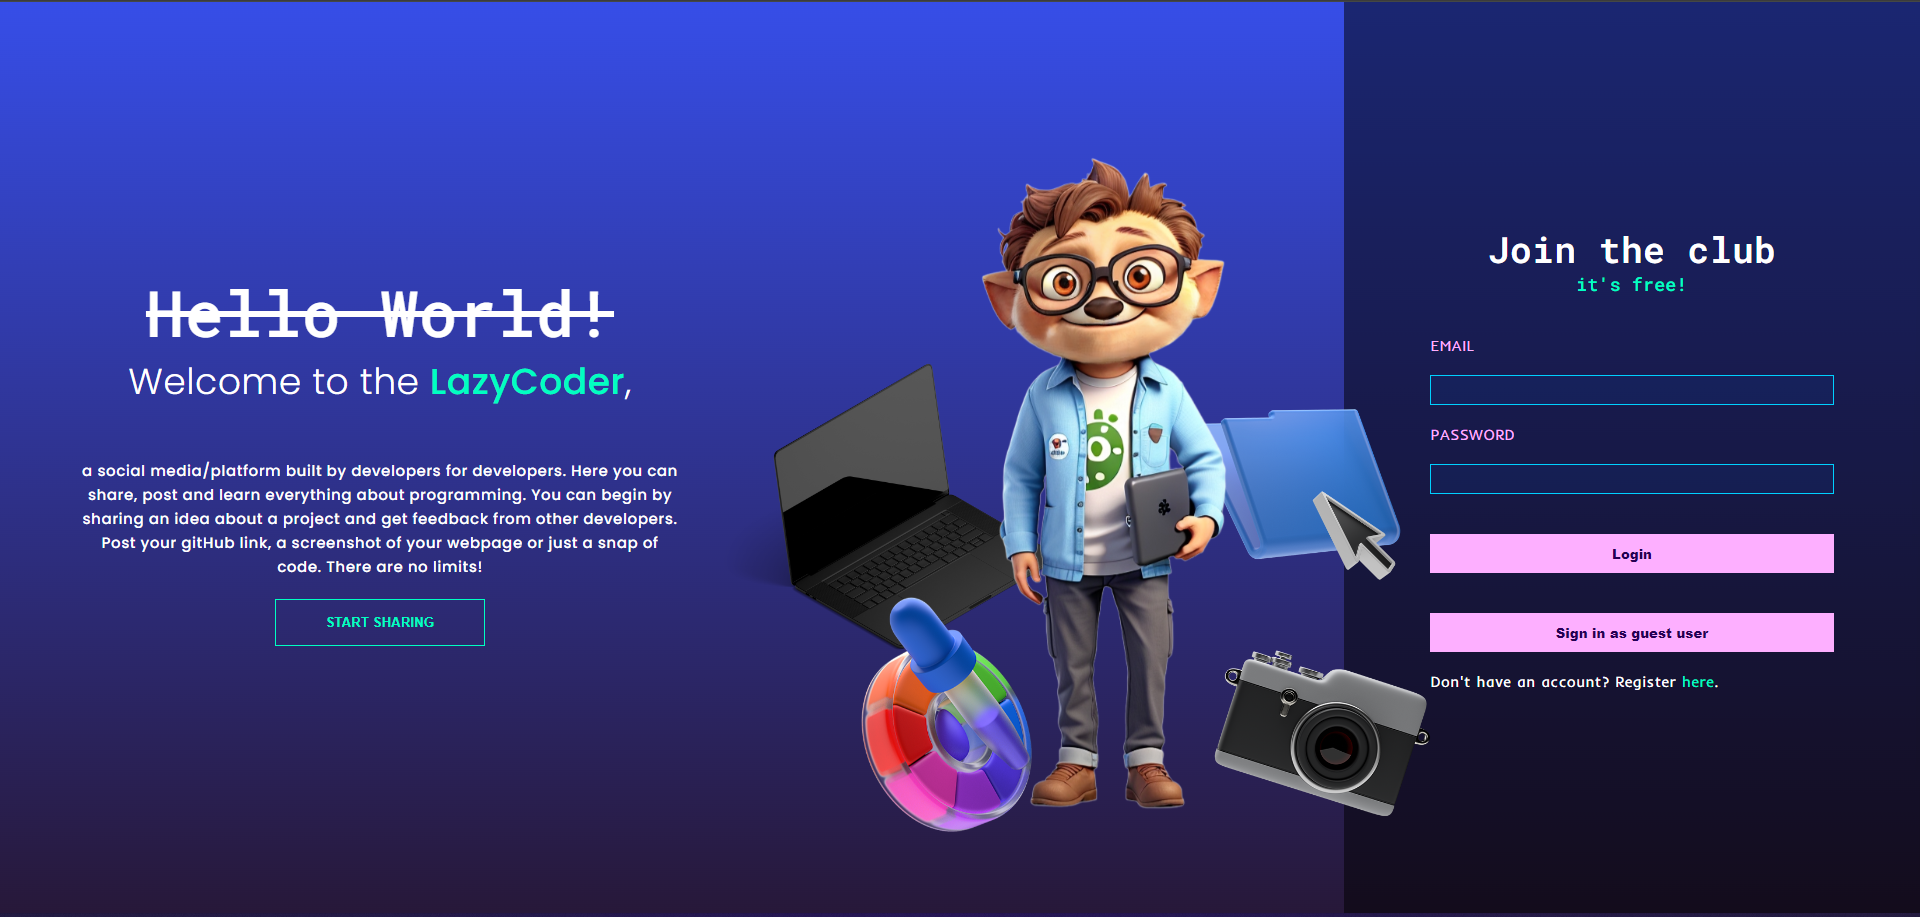 Hello World!
Welcome to the LazyCoder,
a social media/platform built by developers for developers. Here you can
share, post and learn everything about programming. You can begin by
sharing an idea about a project and get feedback from other developers.
Post your gitHub link, a screenshot of your webpage or just a snap of
code. There are no limits!
START SHARING
Join the club
it's free!
EMAIL
PASSWORD
Login
Sign in as guest user
Don't have an account? Register here.